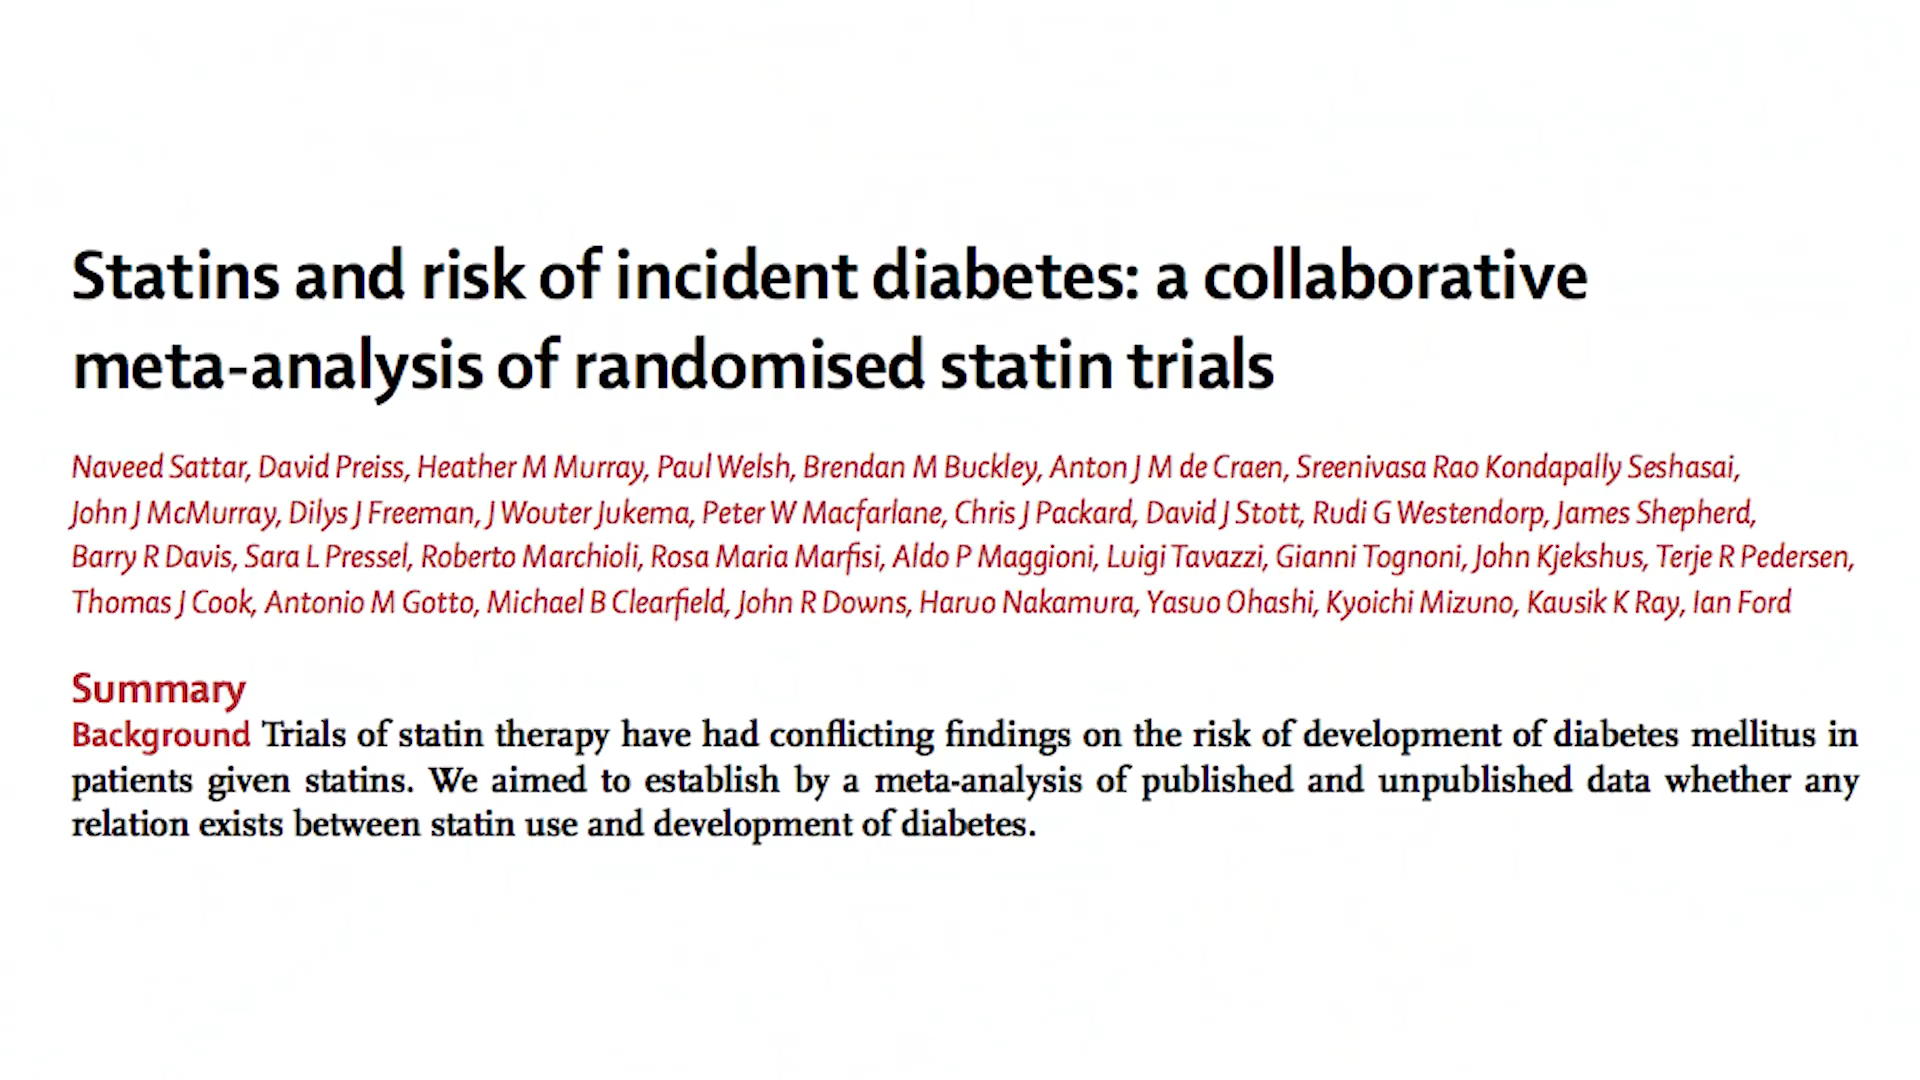 Statins and risk of incident diabetes: a collaborative
meta-analysis of randomised statin trials
Naveed Sattar, David Preiss, Heather M Murray, Paul Welsh, Brendan M Buckley, Anton J M de Craen, Sreenivasa Rao Kondapally Seshasai,
John J McMurray, Dilys J Freeman, J Wouter Jukema, Peter W Macfarlane, Chris J Packard, David J Stott, Rudi G Westendorp, James Shepherd,
Barry R Davis, Sara L Pressel, Roberto Marchioli, Rosa Maria Marfisi, Aldo P Maggioni, Luigi Tavazzi, Gianni Tognoni, John Kjekshus, Terje R Pedersen,
Thomas J Cook, Antonio M Gotto, Michael B Clearfield, John R Downs, Haruo Nakamura, Yasuo Ohashi, Kyoichi Mizuno, Kausik K Ray, Ian Ford
Summary
Background Trials of statin therapy have had conflicting findings on the risk of development of diabetes mellitus in
patients given statins. We aimed to establish by a meta-analysis of published and unpublished data whether any
relation exists between statin use and development of diabetes.